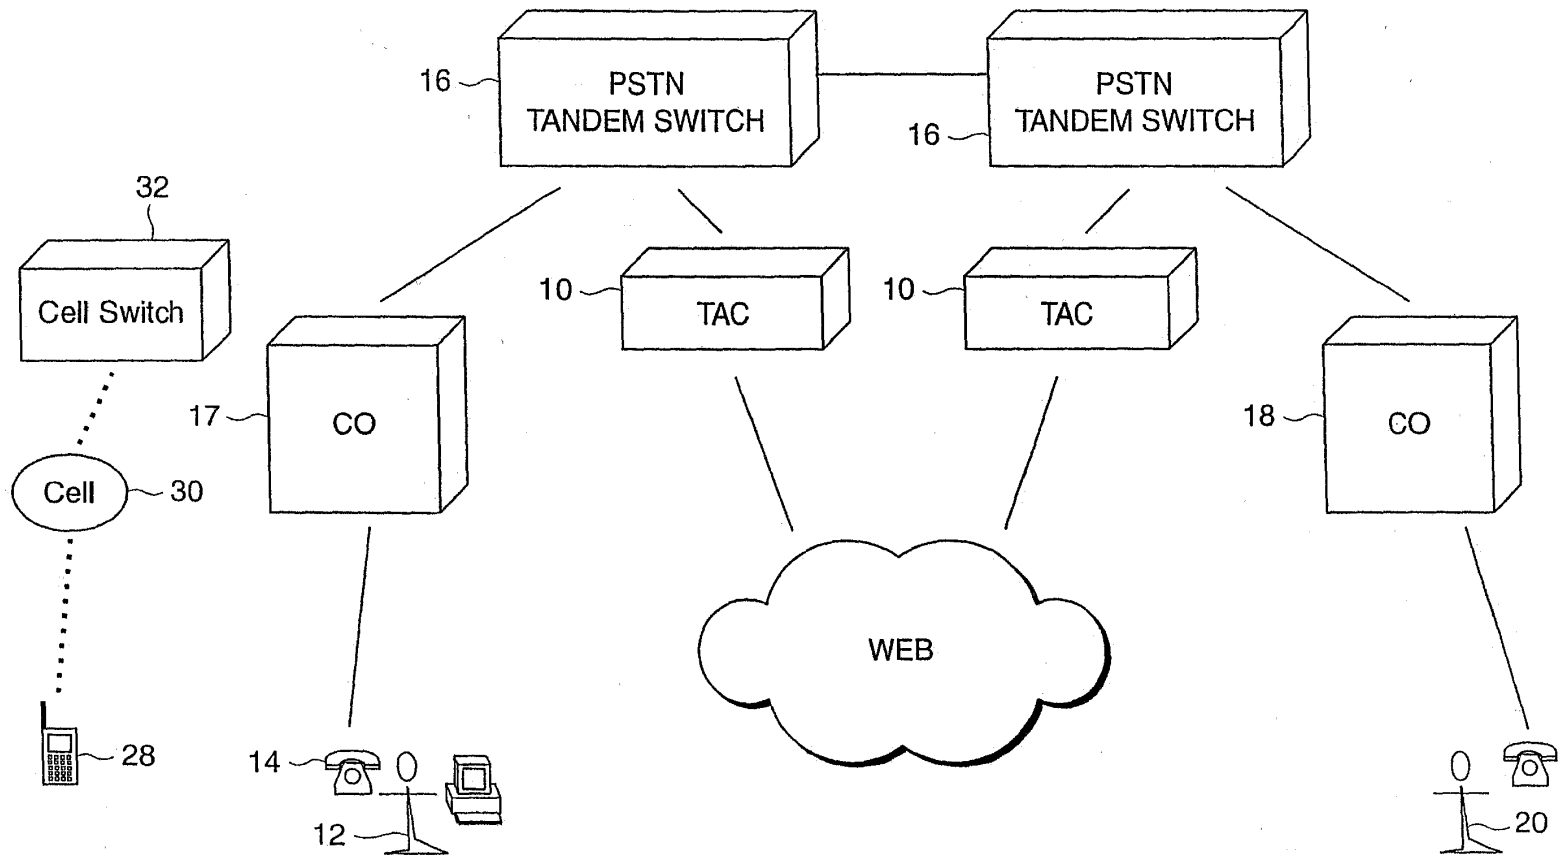 16
PSTN
TANDEM SWITCH
16
PSTN
TANDEM SWITCH
32
Cell Switch
10
TAC
10
TAC
17
CO
18
CO
Cell
30
WEB
28
14
12
20